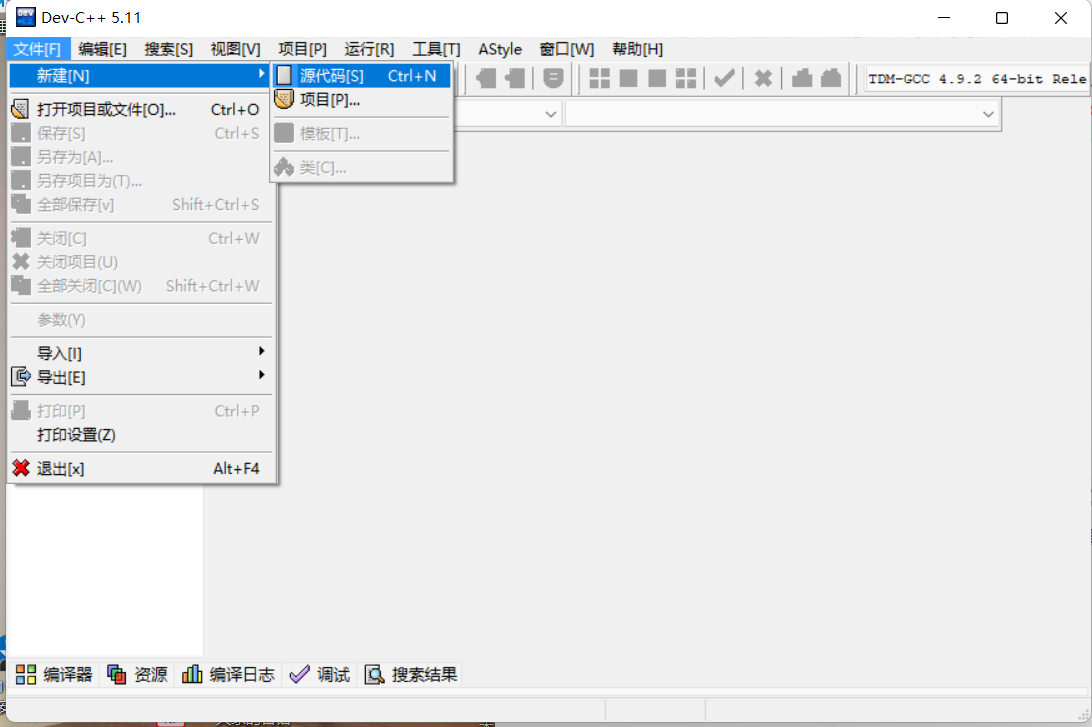 Dev-C++ 5.11
文件[F] 编辑[E] 搜索[S] 视图[V] 项目[P] 运行[R] 工具[T] AStyle 窗口[W] 帮助[H]
新建[N]
源代码[S] Ctrl+N
项目[P]...
模板[T]...
类[C]...
TDM-GCC 4.9.2 64-bit Rele
打开项目或文件[O]... Ctrl+O
保存[S] Ctrl+S
另存为[A]...
另存项目为(T)...
全部保存[v] Shift+Ctrl+S
关闭[C] Ctrl+W
关闭项目(U)
全部关闭[C](W) Shift+Ctrl+W
参数(Y)
导入[I]
导出[E]
打印[P] Ctrl+P
打印设置(Z)
退出[x] Alt+F4
编译器 资源 编译日志 调试 搜索结果